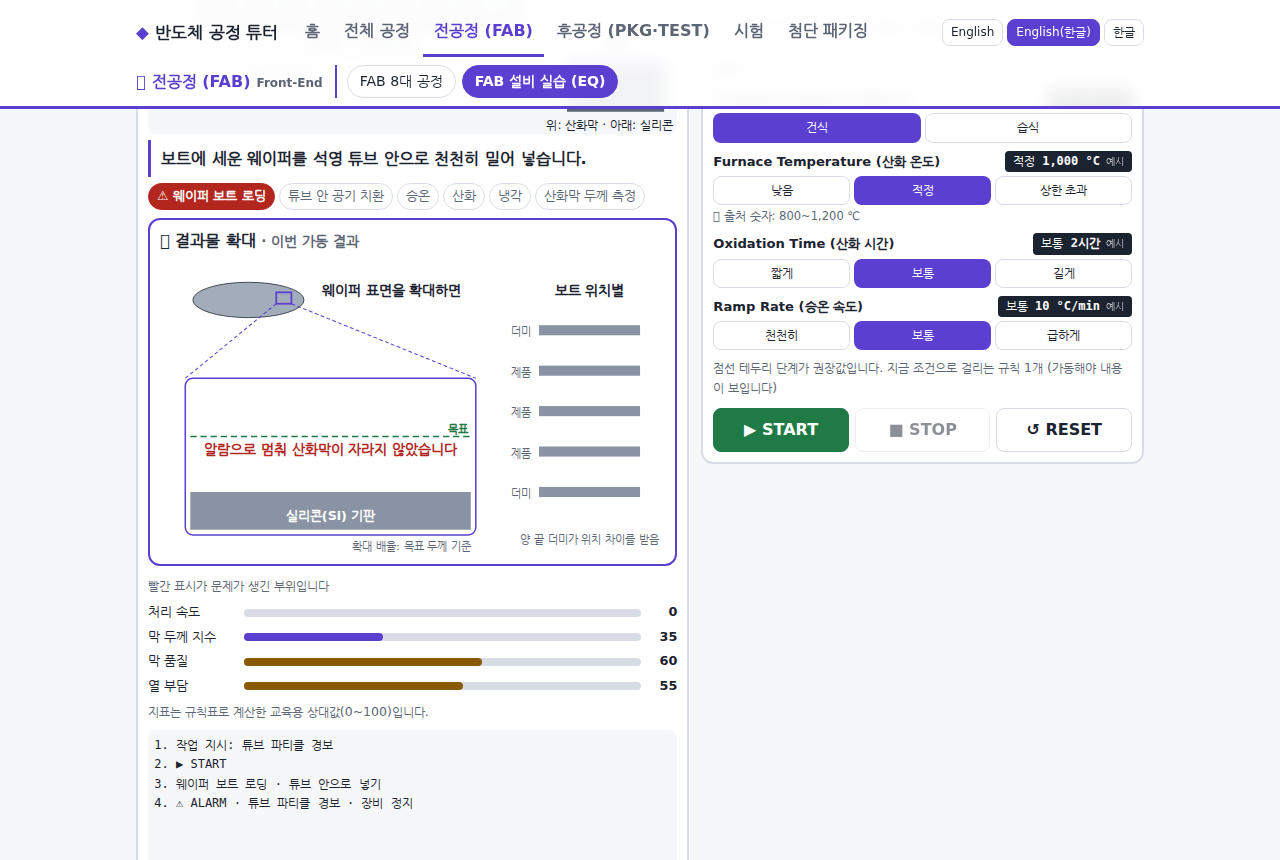 ◆ 반도체 공정 튜터 홈 전체 공정 전공정 (FAB) 후공정 (PKG·TEST) 시험 첨단 패키징 English English(한글) 한글
전공정 (FAB) Front-End FAB 8대 공정 FAB 설비 실습 (EQ)
위: 산화막 · 아래: 실리콘
보트에 세운 웨이퍼를 석영 튜브 안으로 천천히 밀어 넣습니다.
⚠ 웨이퍼 보트 로딩 튜브 안 공기 치환 승온 산화 냉각 산화막 두께 측정
결과물 확대 · 이번 가동 결과
웨이퍼 표면을 확대하면 보트 위치별
더미
제품
제품
제품
더미
목표
알람으로 멈춰 산화막이 자라지 않았습니다
실리콘(Si) 기판
확대 배율: 목표 두께 기준
양 끝 더미가 위치 차이를 받음
빨간 표시가 문제가 생긴 부위입니다
처리 속도 0
막 두께 지수 35
막 품질 60
열 부담 55
지표는 규칙표로 계산한 교육용 상대값(0~100)입니다.
1. 작업 지시: 튜브 파티클 경보
2. ▶ START
3. 웨이퍼 보트 로딩 · 튜브 안으로 넣기
4. ⚠ ALARM · 튜브 파티클 경보 · 장비 정지
건식 습식
Furnace Temperature (산화 온도) 적정 1,000 °C 예시
낮음 적정 상한 초과
출처 숫자: 800~1,200 ℃
Oxidation Time (산화 시간) 보통 2시간 예시
짧게 보통 길게
Ramp Rate (승온 속도) 보통 10 °C/min 예시
천천히 보통 급하게
점선 테두리 단계가 권장값입니다. 지금 조건으로 걸리는 규칙 1개 (가동해야 내용
이 보입니다)
▶ START ■ STOP ↺ RESET